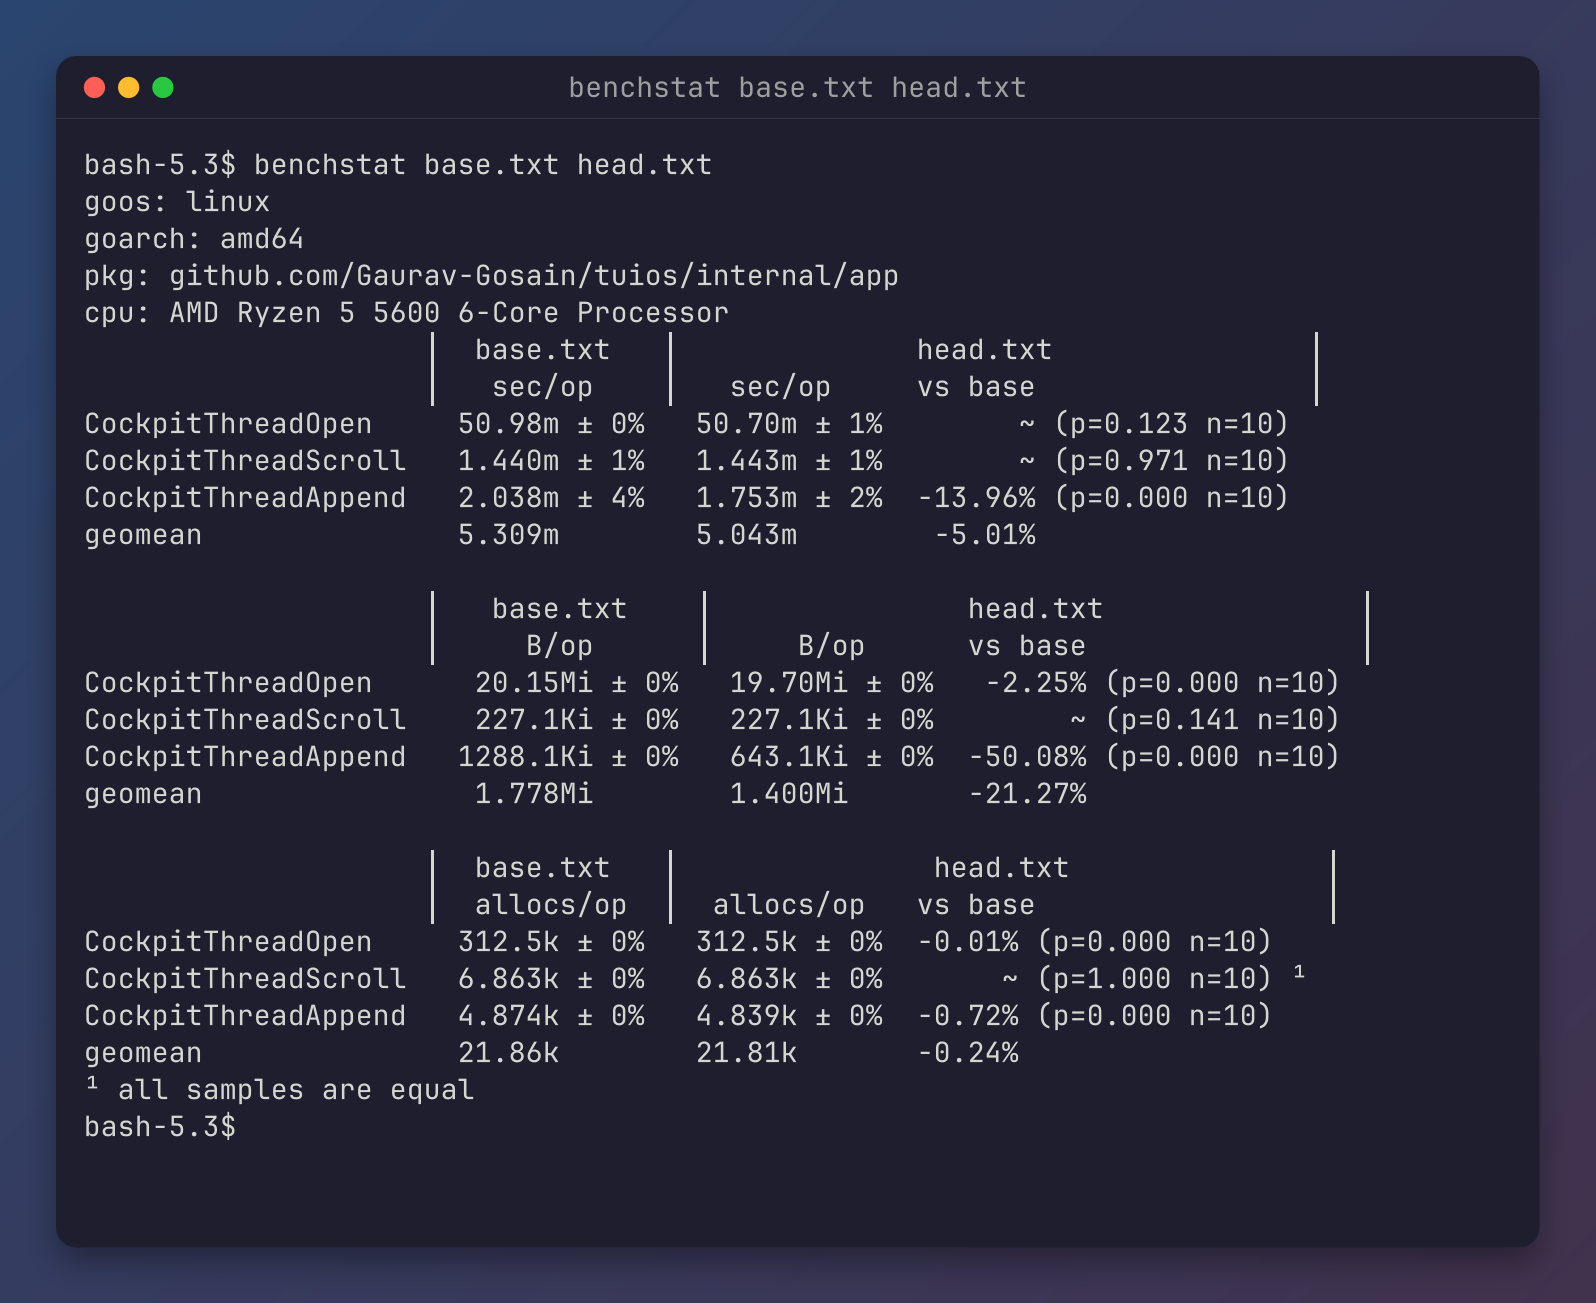 benchstat base.txt head.txt
bash-5.3$ benchstat base.txt head.txt
goos: linux
goarch: amd64
pkg: github.com/Gaurav-Gosain/tuios/internal/app
cpu: AMD Ryzen 5 5600 6-Core Processor
                    │  base.txt   │              head.txt                │
                    │   sec/op    │   sec/op     vs base                 │
CockpitThreadOpen     50.98m ± 0%   50.70m ± 1%        ~ (p=0.123 n=10)
CockpitThreadScroll   1.440m ± 1%   1.443m ± 1%        ~ (p=0.971 n=10)
CockpitThreadAppend   2.038m ± 4%   1.753m ± 2%  -13.96% (p=0.000 n=10)
geomean               5.309m        5.043m        -5.01%

                    │   base.txt    │               head.txt                │
                    │     B/op      │     B/op      vs base                 │
CockpitThreadOpen      20.15Mi ± 0%   19.70Mi ± 0%   -2.25% (p=0.000 n=10)
CockpitThreadScroll    227.1Ki ± 0%   227.1Ki ± 0%        ~ (p=0.141 n=10)
CockpitThreadAppend   1288.1Ki ± 0%   643.1Ki ± 0%  -50.08% (p=0.000 n=10)
geomean                1.778Mi        1.400Mi       -21.27%

                    │  base.txt   │               head.txt                │
                    │  allocs/op  │  allocs/op   vs base                  │
CockpitThreadOpen     312.5k ± 0%   312.5k ± 0%  -0.01% (p=0.000 n=10)
CockpitThreadScroll   6.863k ± 0%   6.863k ± 0%       ~ (p=1.000 n=10) ¹
CockpitThreadAppend   4.874k ± 0%   4.839k ± 0%  -0.72% (p=0.000 n=10)
geomean               21.86k        21.81k       -0.24%
¹ all samples are equal
bash-5.3$